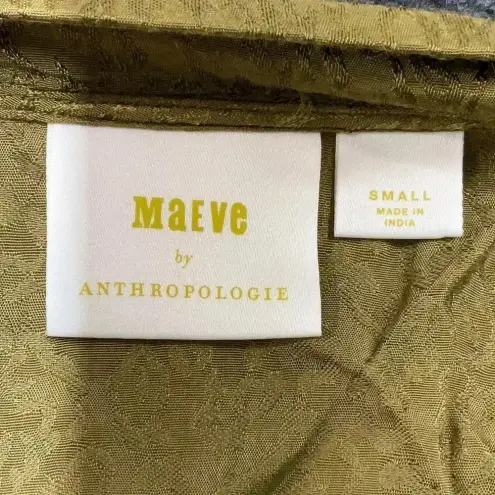 MaEve
by
ANTHROPOLOGIE
SMALL
MADE IN
INDIA